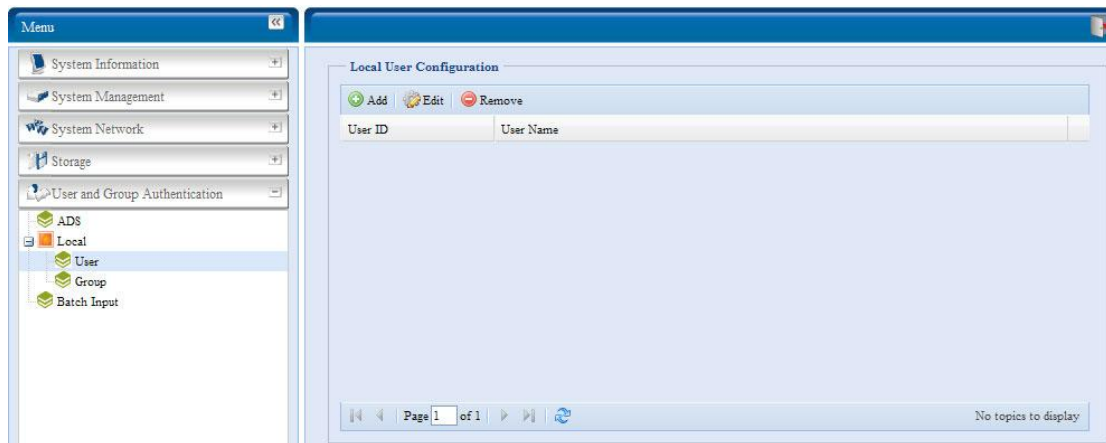 Menu
System Information
System Management
System Network
Storage
User and Group Authentication
ADS
Local
User
Group
Batch Input
Local User Configuration
Add Edit Remove
User ID User Name
Page 1 of 1 No topics to display